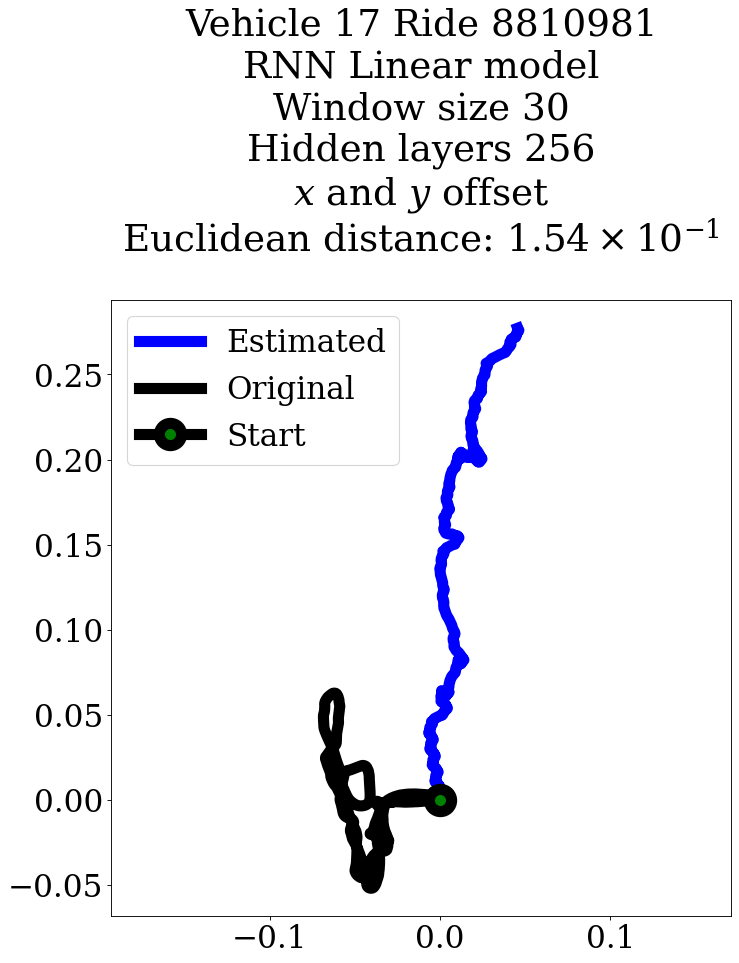 Vehicle 17 Ride 8810981
RNN Linear model
Window size 30
Hidden layers 256
x and y offset
Euclidean distance: 1.54 × 10⁻¹
Estimated
Original
Start
0.25
0.20
0.15
0.10
0.05
0.00
−0.05
−0.1 0.0 0.1